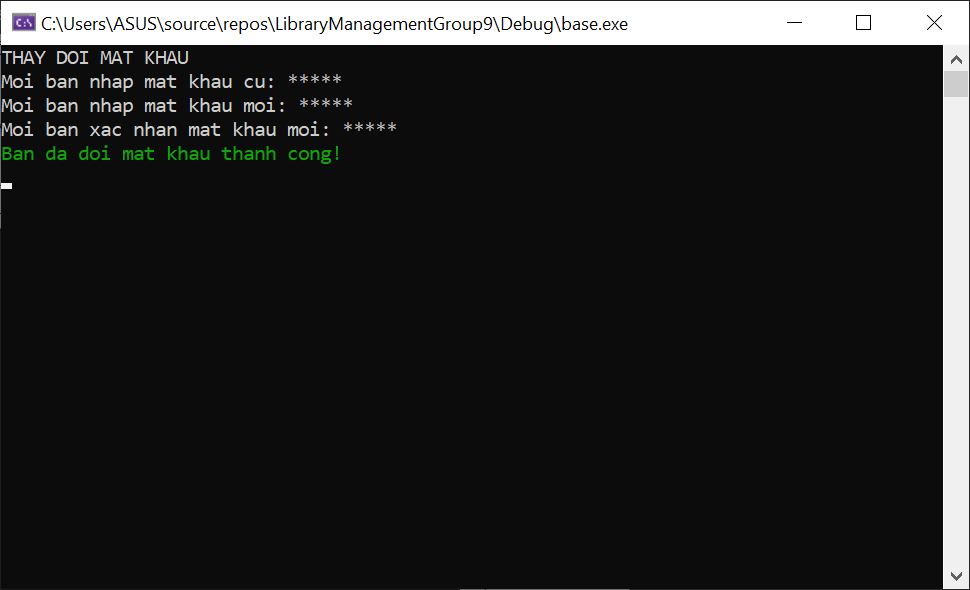 C:\Users\ASUS\source\repos\LibraryManagementGroup9\Debug\base.exe
THAY DOI MAT KHAU
Moi ban nhap mat khau cu: *****
Moi ban nhap mat khau moi: *****
Moi ban xac nhan mat khau moi: *****
Ban da doi mat khau thanh cong!